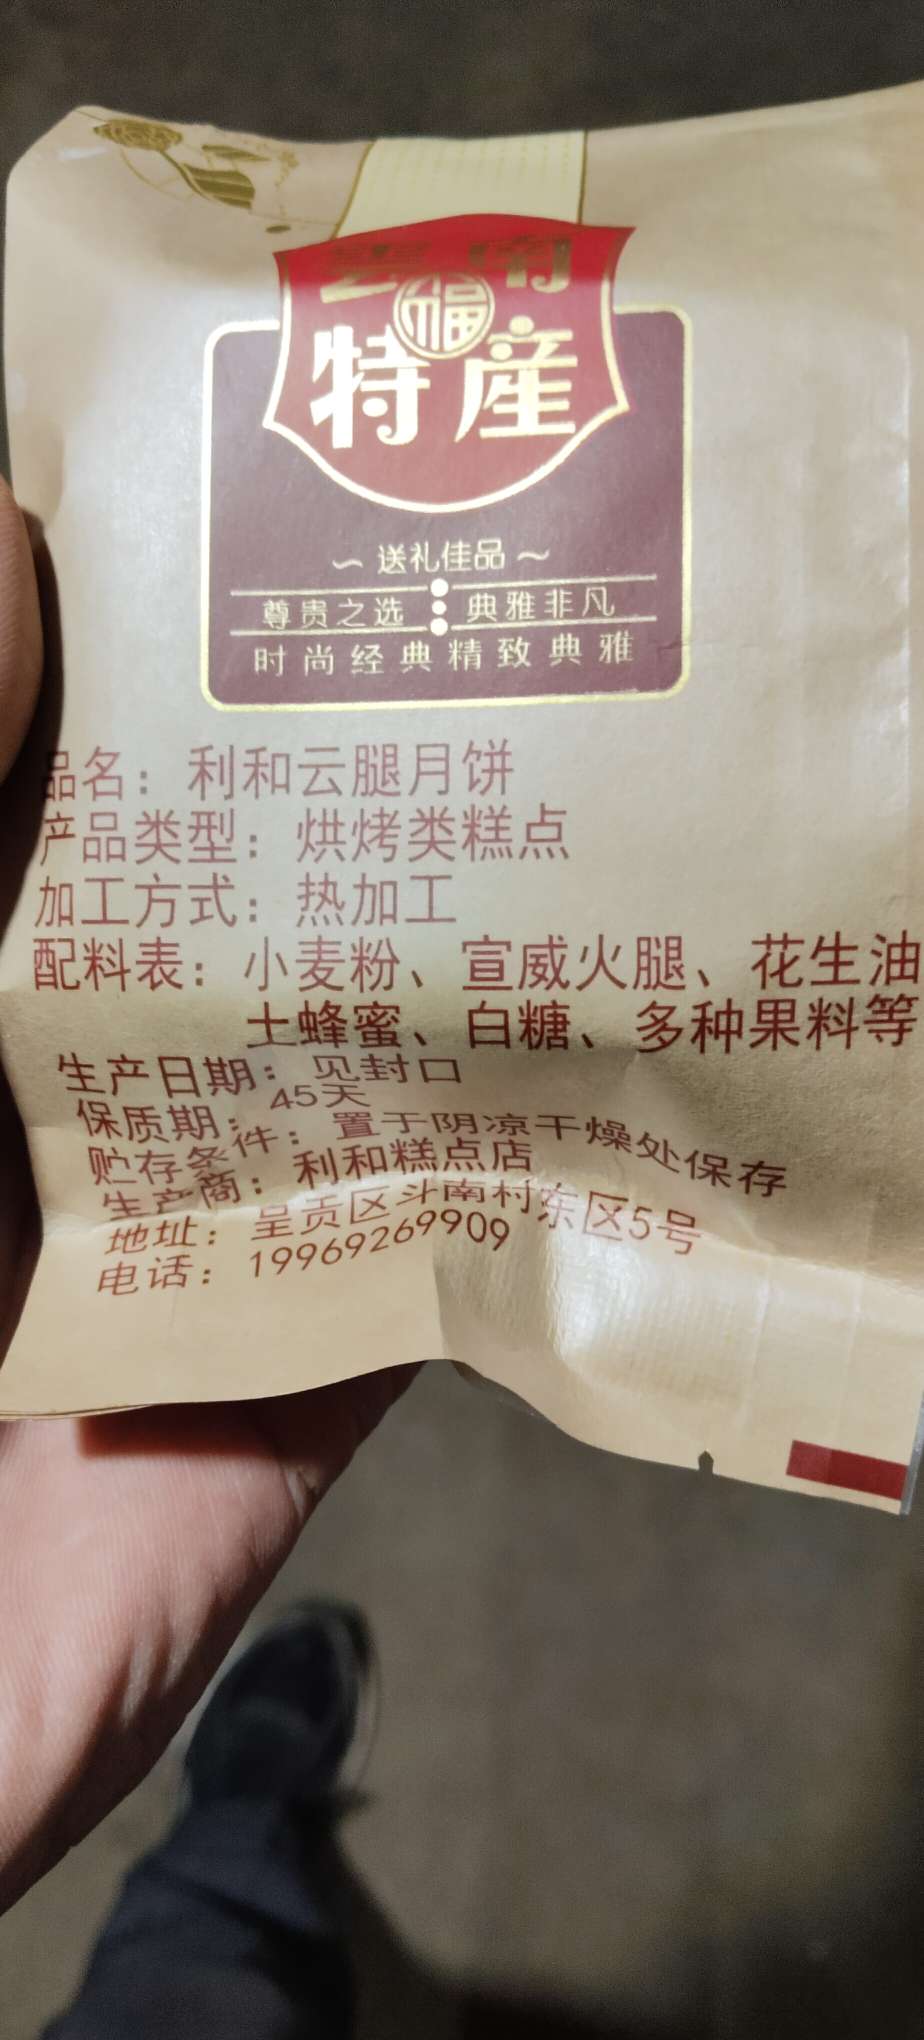 雲南
福
特産
送礼佳品
尊贵之选 典雅非凡
时尚经典精致典雅
品名：利和云腿月饼
产品类型：烘烤类糕点
加工方式：热加工
配料表：小麦粉、宣威火腿、花生油
土蜂蜜、白糖、多种果料等
生产日期：见封口
保质期：45天
贮存条件：置于阴凉干燥处保存
生产商：利和糕点店
地址：呈贡区斗南村东区5号
电话：19969269909